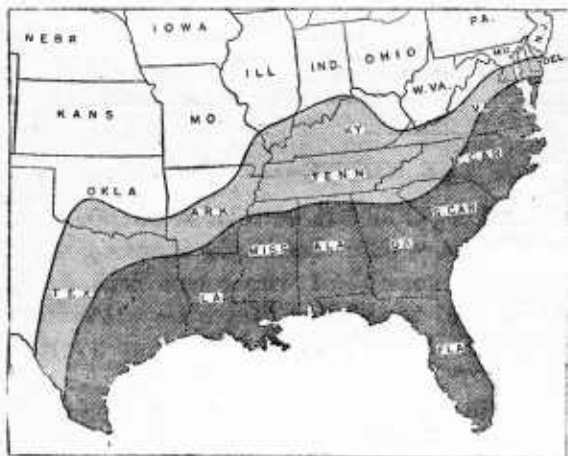 PA.
N.J.
NEBR
IOWA
OHIO
MD.
DEL.
ILL
IND.
W.VA.
KANS
MO.
KY
V
TENN
N.CAR
OKLA
ARK
S.CAR
MISS
ALA
GA
TEX
LA
FLA